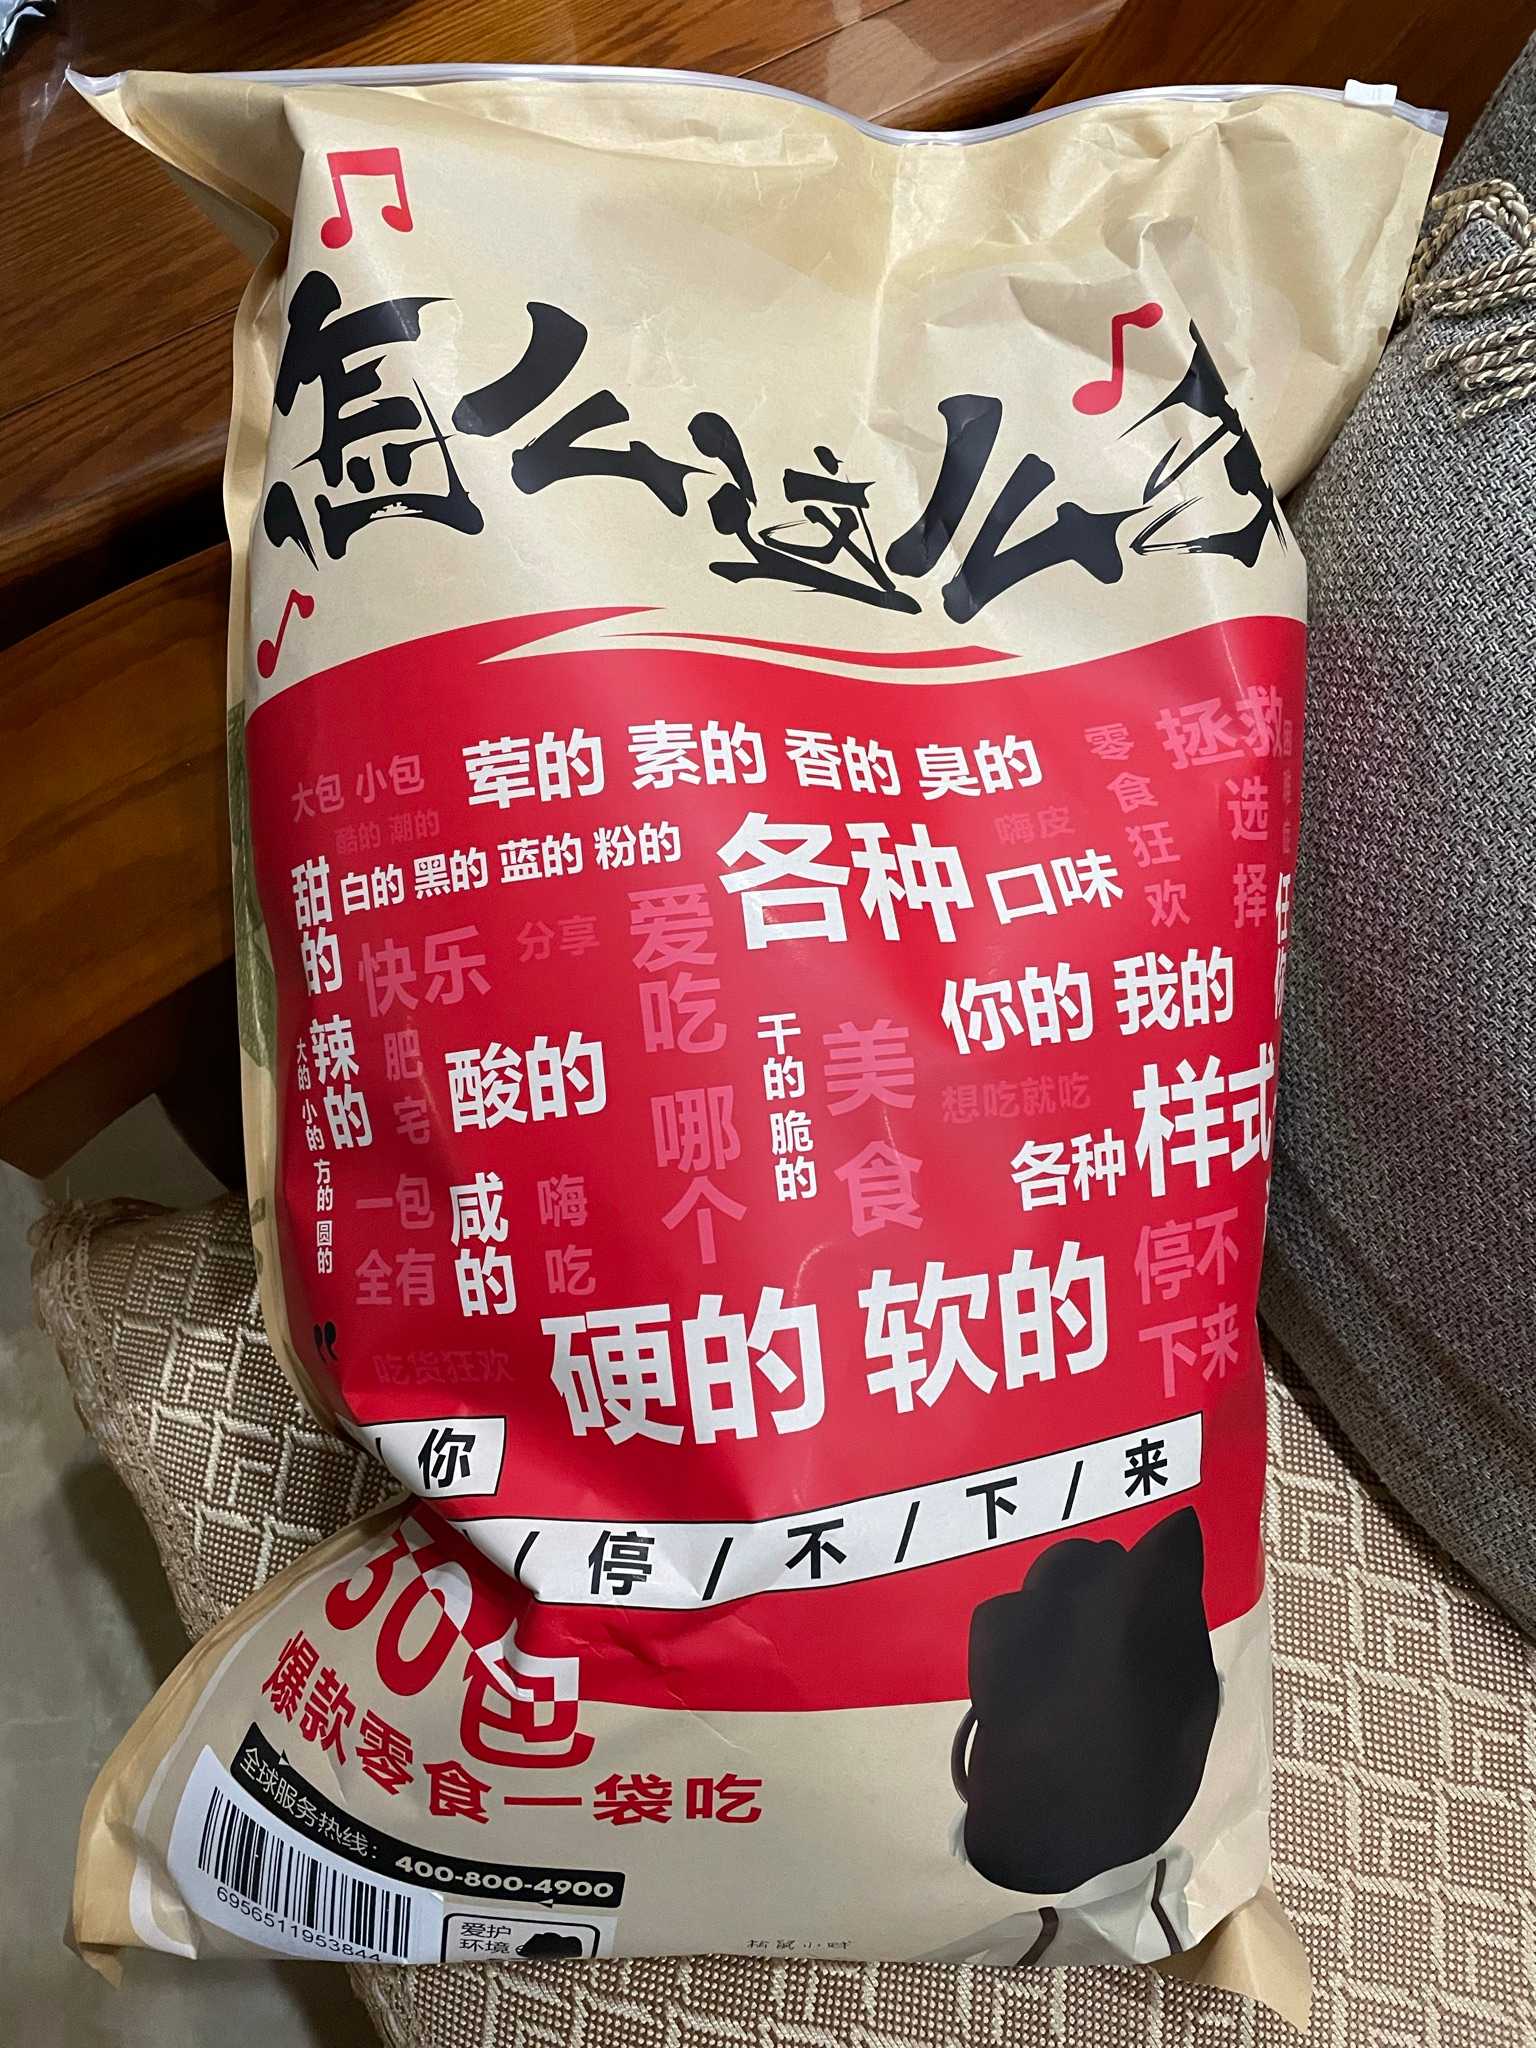 怎么这么
大包 小包
荤的 素的 香的 臭的
零食狂欢
拯救
选择
酷的 潮的
白的 黑的 蓝的 粉的
各种 口味
嗨皮
甜的
辣的
快乐
分享
爱吃哪个
你的 我的
大的 小的 方的 圆的
肥宅
酸的
干的 脆的
美食
想吃就吃
各种 样式
一包
全有
咸的
嗨吃
硬的 软的
停不
下来
吃货狂欢
你
/ 停 / 不 / 下 / 来
30包
爆款零食一袋吃
全球服务热线：400-800-4900
6956511953844
爱护
环境